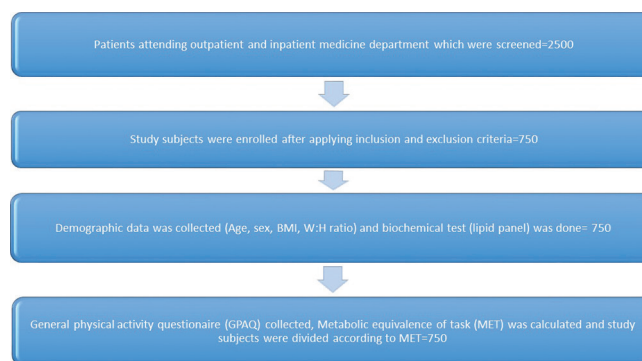 Patients attending outpatient and inpatient medicine department which were screened=2500
Study subjects were enrolled after applying inclusion and exclusion criteria=750
Demographic data was collected (Age, sex, BMI, W:H ratio) and biochemical test (lipid panel) was done= 750
General physical activity questionaire (GPAQ) collected, Metabolic equivalence of task (MET) was calculated and study
subjects were divided according to MET=750